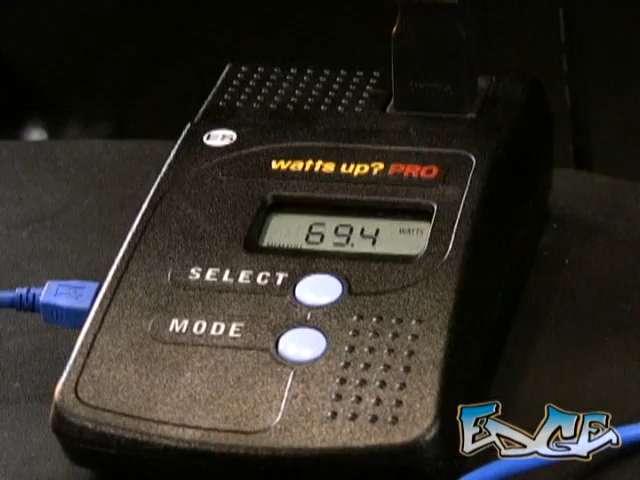 watts up? PRO
69.4 WATTS
SELECT
MODE
EDGE